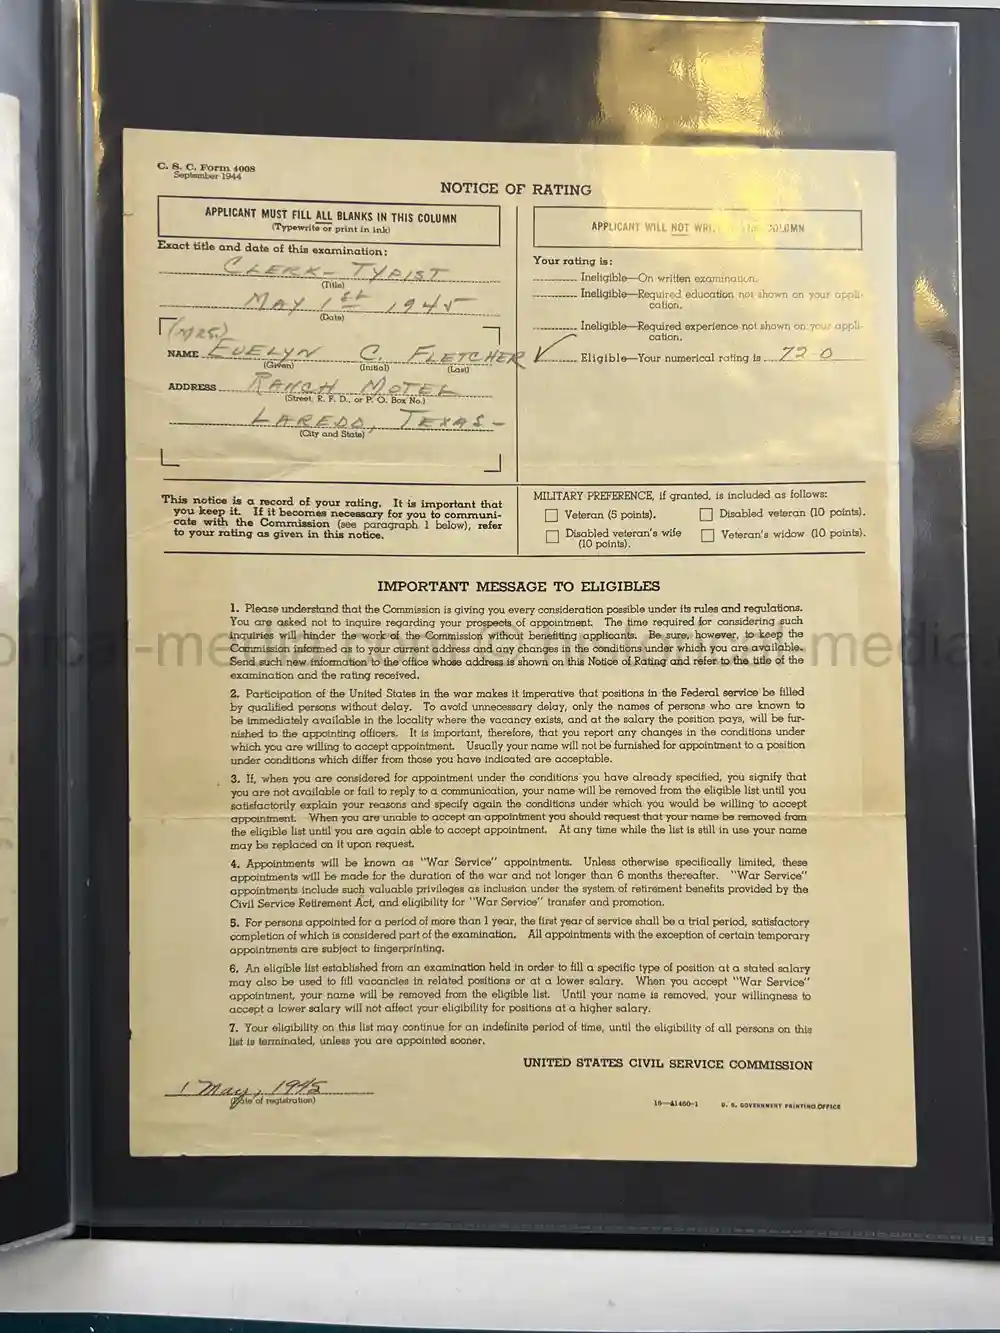 C. S. C. Form 4008
September 1944
NOTICE OF RATING
APPLICANT MUST FILL ALL BLANKS IN THIS COLUMN
(Typewrite or print in ink)
Exact title and date of this examination:
CLERK-TYPIST
(Title)
MAY 1st 1945
(Date)
(MRS.)
NAME EVELYN C. FLETCHER
(Given) (Initial) (Last)
ADDRESS RANCH MOTEL
(Street, R. F. D., or P. O. Box No.)
LAREDO, TEXAS-
(City and State)
APPLICANT WILL NOT WRITE IN THIS COLUMN
Your rating is:
Ineligible—On written examination.
Ineligible—Required education not shown on your appli-
cation.
Ineligible—Required experience not shown on your appli-
cation.
✓ Eligible—Your numerical rating is 72-0
This notice is a record of your rating. It is important that
you keep it. If it becomes necessary for you to communi-
cate with the Commission (see paragraph 1 below), refer
to your rating as given in this notice.
MILITARY PREFERENCE, if granted, is included as follows:
Veteran (5 points). Disabled veteran (10 points).
Disabled veteran's wife Veteran's widow (10 points).
(10 points).
IMPORTANT MESSAGE TO ELIGIBLES
1. Please understand that the Commission is giving you every consideration possible under its rules and regulations.
You are asked not to inquire regarding your prospects of appointment. The time required for considering such
inquiries will hinder the work of the Commission without benefiting applicants. Be sure, however, to keep the
Commission informed as to your current address and any changes in the conditions under which you are available.
Send such new information to the office whose address is shown on this Notice of Rating and refer to the title of the
examination and the rating received.
2. Participation of the United States in the war makes it imperative that positions in the Federal service be filled
by qualified persons without delay. To avoid unnecessary delay, only the names of persons who are known to
be immediately available in the locality where the vacancy exists, and at the salary the position pays, will be fur-
nished to the appointing officers. It is important, therefore, that you report any changes in the conditions under
which you are willing to accept appointment. Usually your name will not be furnished for appointment to a position
under conditions which differ from those you have indicated are acceptable.
3. If, when you are considered for appointment under the conditions you have already specified, you signify that
you are not available or fail to reply to a communication, your name will be removed from the eligible list until you
satisfactorily explain your reasons and specify again the conditions under which you would be willing to accept
appointment. When you are unable to accept an appointment you should request that your name be removed from
the eligible list until you are again able to accept appointment. At any time while the list is still in use your name
may be replaced on it upon request.
4. Appointments will be known as "War Service" appointments. Unless otherwise specifically limited, these
appointments will be made for the duration of the war and not longer than 6 months thereafter. "War Service"
appointments include such valuable privileges as inclusion under the system of retirement benefits provided by the
Civil Service Retirement Act, and eligibility for "War Service" transfer and promotion.
5. For persons appointed for a period of more than 1 year, the first year of service shall be a trial period, satisfactory
completion of which is considered part of the examination. All appointments with the exception of certain temporary
appointments are subject to fingerprinting.
6. An eligible list established from an examination held in order to fill a specific type of position at a stated salary
may also be used to fill vacancies in related positions or at a lower salary. When you accept "War Service"
appointment, your name will be removed from the eligible list. Until your name is removed, your willingness to
accept a lower salary will not affect your eligibility for positions at a higher salary.
7. Your eligibility on this list may continue for an indefinite period of time, until the eligibility of all persons on this
list is terminated, unless you are appointed sooner.
UNITED STATES CIVIL SERVICE COMMISSION
1 May, 1945
(Date of registration)
16—41460-1 U. S. GOVERNMENT PRINTING OFFICE